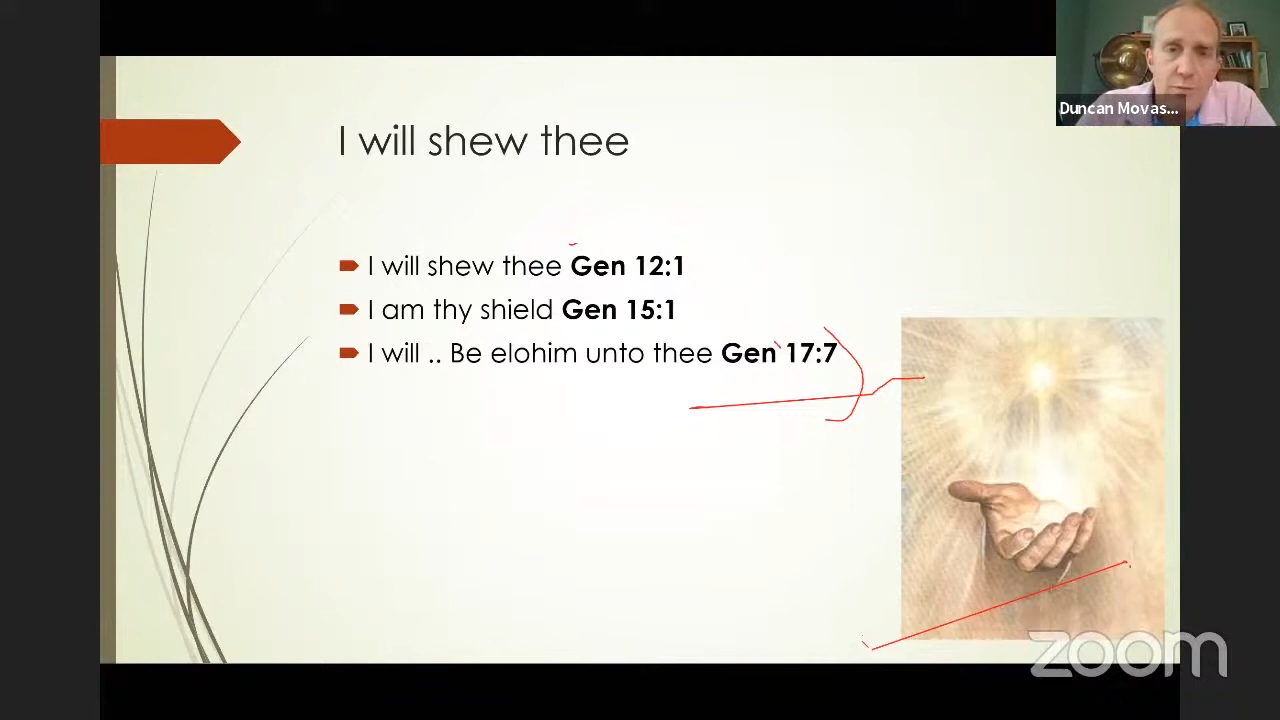 Duncan Movas...
I will shew thee
I will shew thee Gen 12:1
I am thy shield Gen 15:1
I will .. Be elohim unto thee Gen 17:7
zoom